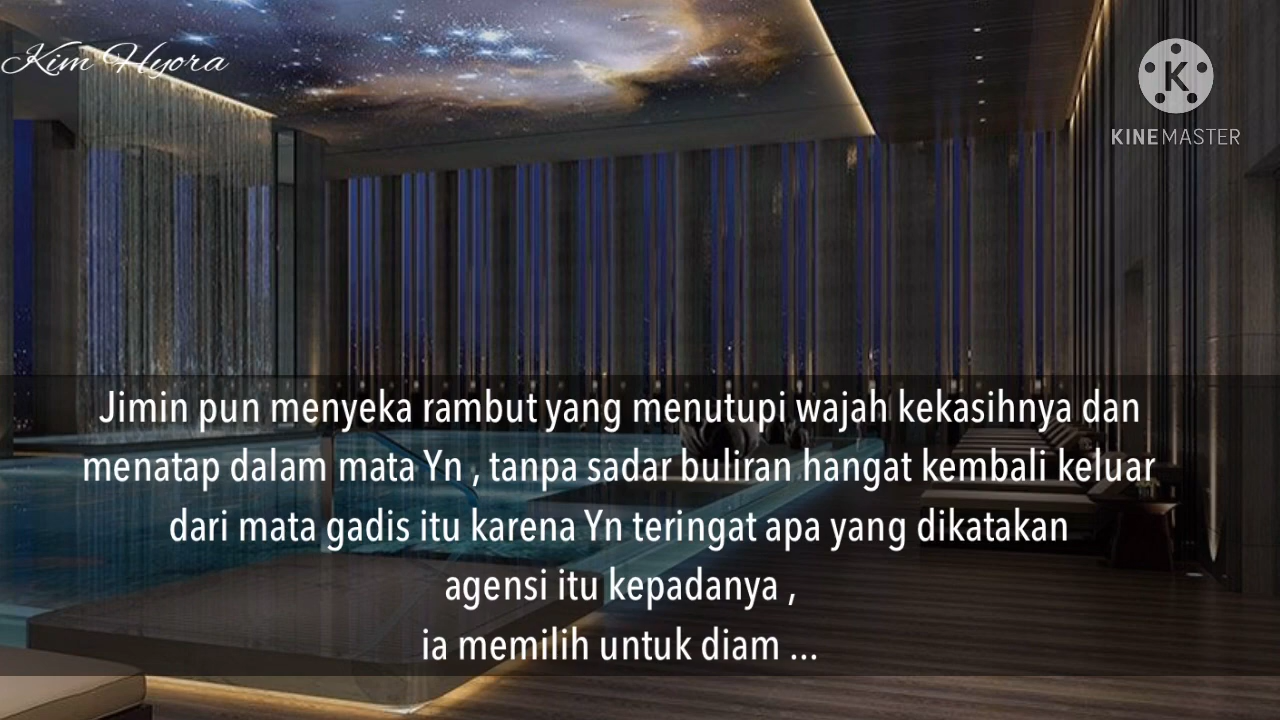 Kim Hyora
K
KINEMASTER
Jimin pun menyeka rambut yang menutupi wajah kekasihnya dan
menatap dalam mata Yn , tanpa sadar buliran hangat kembali keluar
dari mata gadis itu karena Yn teringat apa yang dikatakan
agensi itu kepadanya ,
ia memilih untuk diam ...